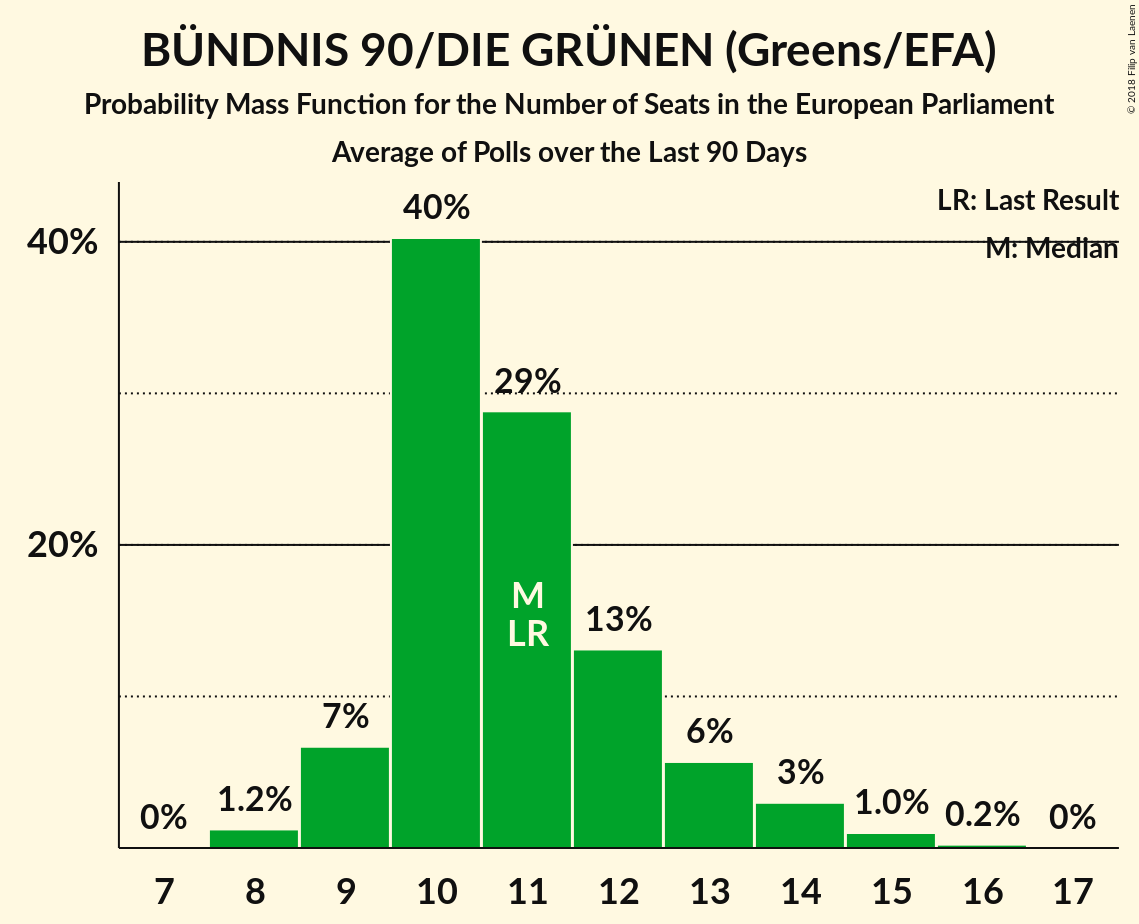 BÜNDNIS 90/DIE GRÜNEN (Greens/EFA)
Probability Mass Function for the Number of Seats in the European Parliament
Average of Polls over the Last 90 Days
© 2018 Filip van Laenen
LR: Last Result
M: Median
40%
20%
0%
1.2%
7%
40%
29%
13%
6%
3%
1.0%
0.2%
0%
M
LR
7 8 9 10 11 12 13 14 15 16 17